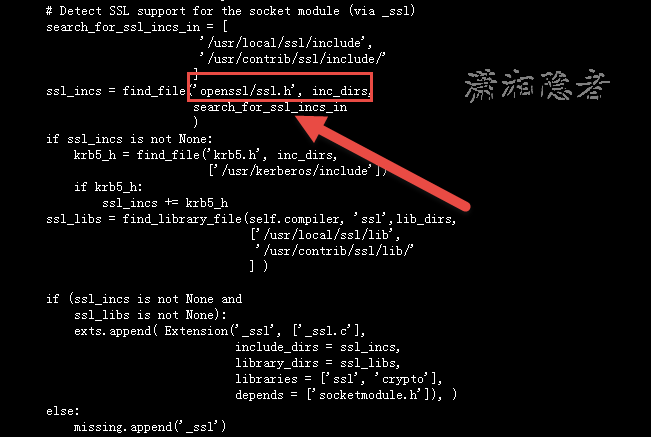 # Detect SSL support for the socket module (via _ssl)
search_for_ssl_incs_in = [
'/usr/local/ssl/include',
'/usr/contrib/ssl/include/'
]
ssl_incs = find_file('openssl/ssl.h', inc_dirs,
search_for_ssl_incs_in
)
if ssl_incs is not None:
krb5_h = find_file('krb5.h', inc_dirs,
['/usr/kerberos/include'])
if krb5_h:
ssl_incs += krb5_h
ssl_libs = find_library_file(self.compiler, 'ssl',lib_dirs,
['/usr/local/ssl/lib',
'/usr/contrib/ssl/lib/'
] )
if (ssl_incs is not None and
ssl_libs is not None):
exts.append( Extension('_ssl', ['_ssl.c'],
include_dirs = ssl_incs,
library_dirs = ssl_libs,
libraries = ['ssl', 'crypto'],
depends = ['socketmodule.h']), )
else:
missing.append('_ssl')
潇湘隐者